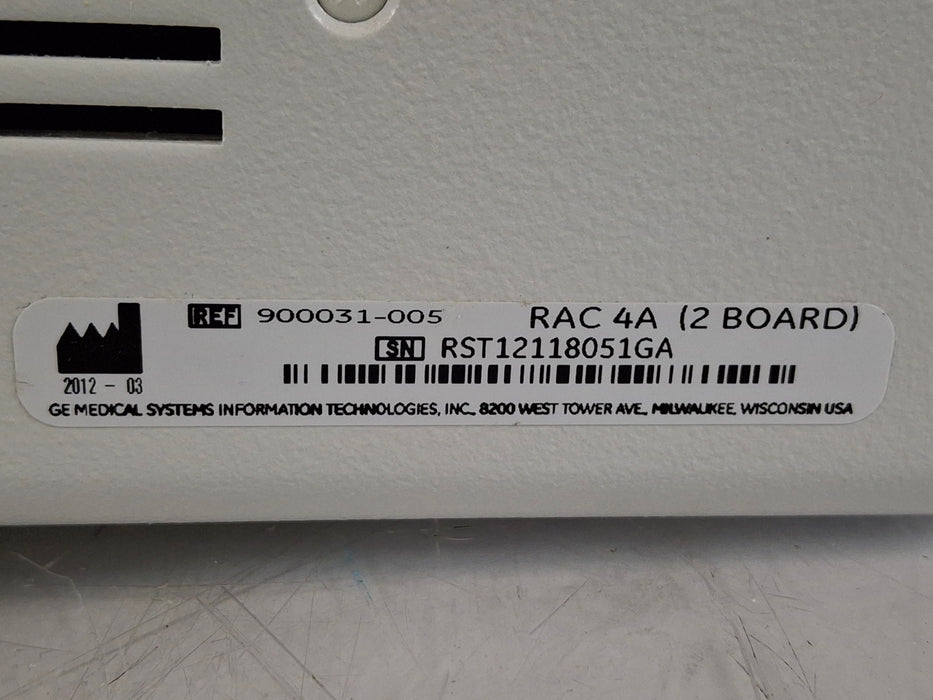 REF 900031-005 RAC 4A (2 BOARD)
SN RST12118051GA
2012 - 03
GE MEDICAL SYSTEMS INFORMATION TECHNOLOGIES, INC., 8200 WEST TOWER AVE., MILWAUKEE, WISCONSIN USA